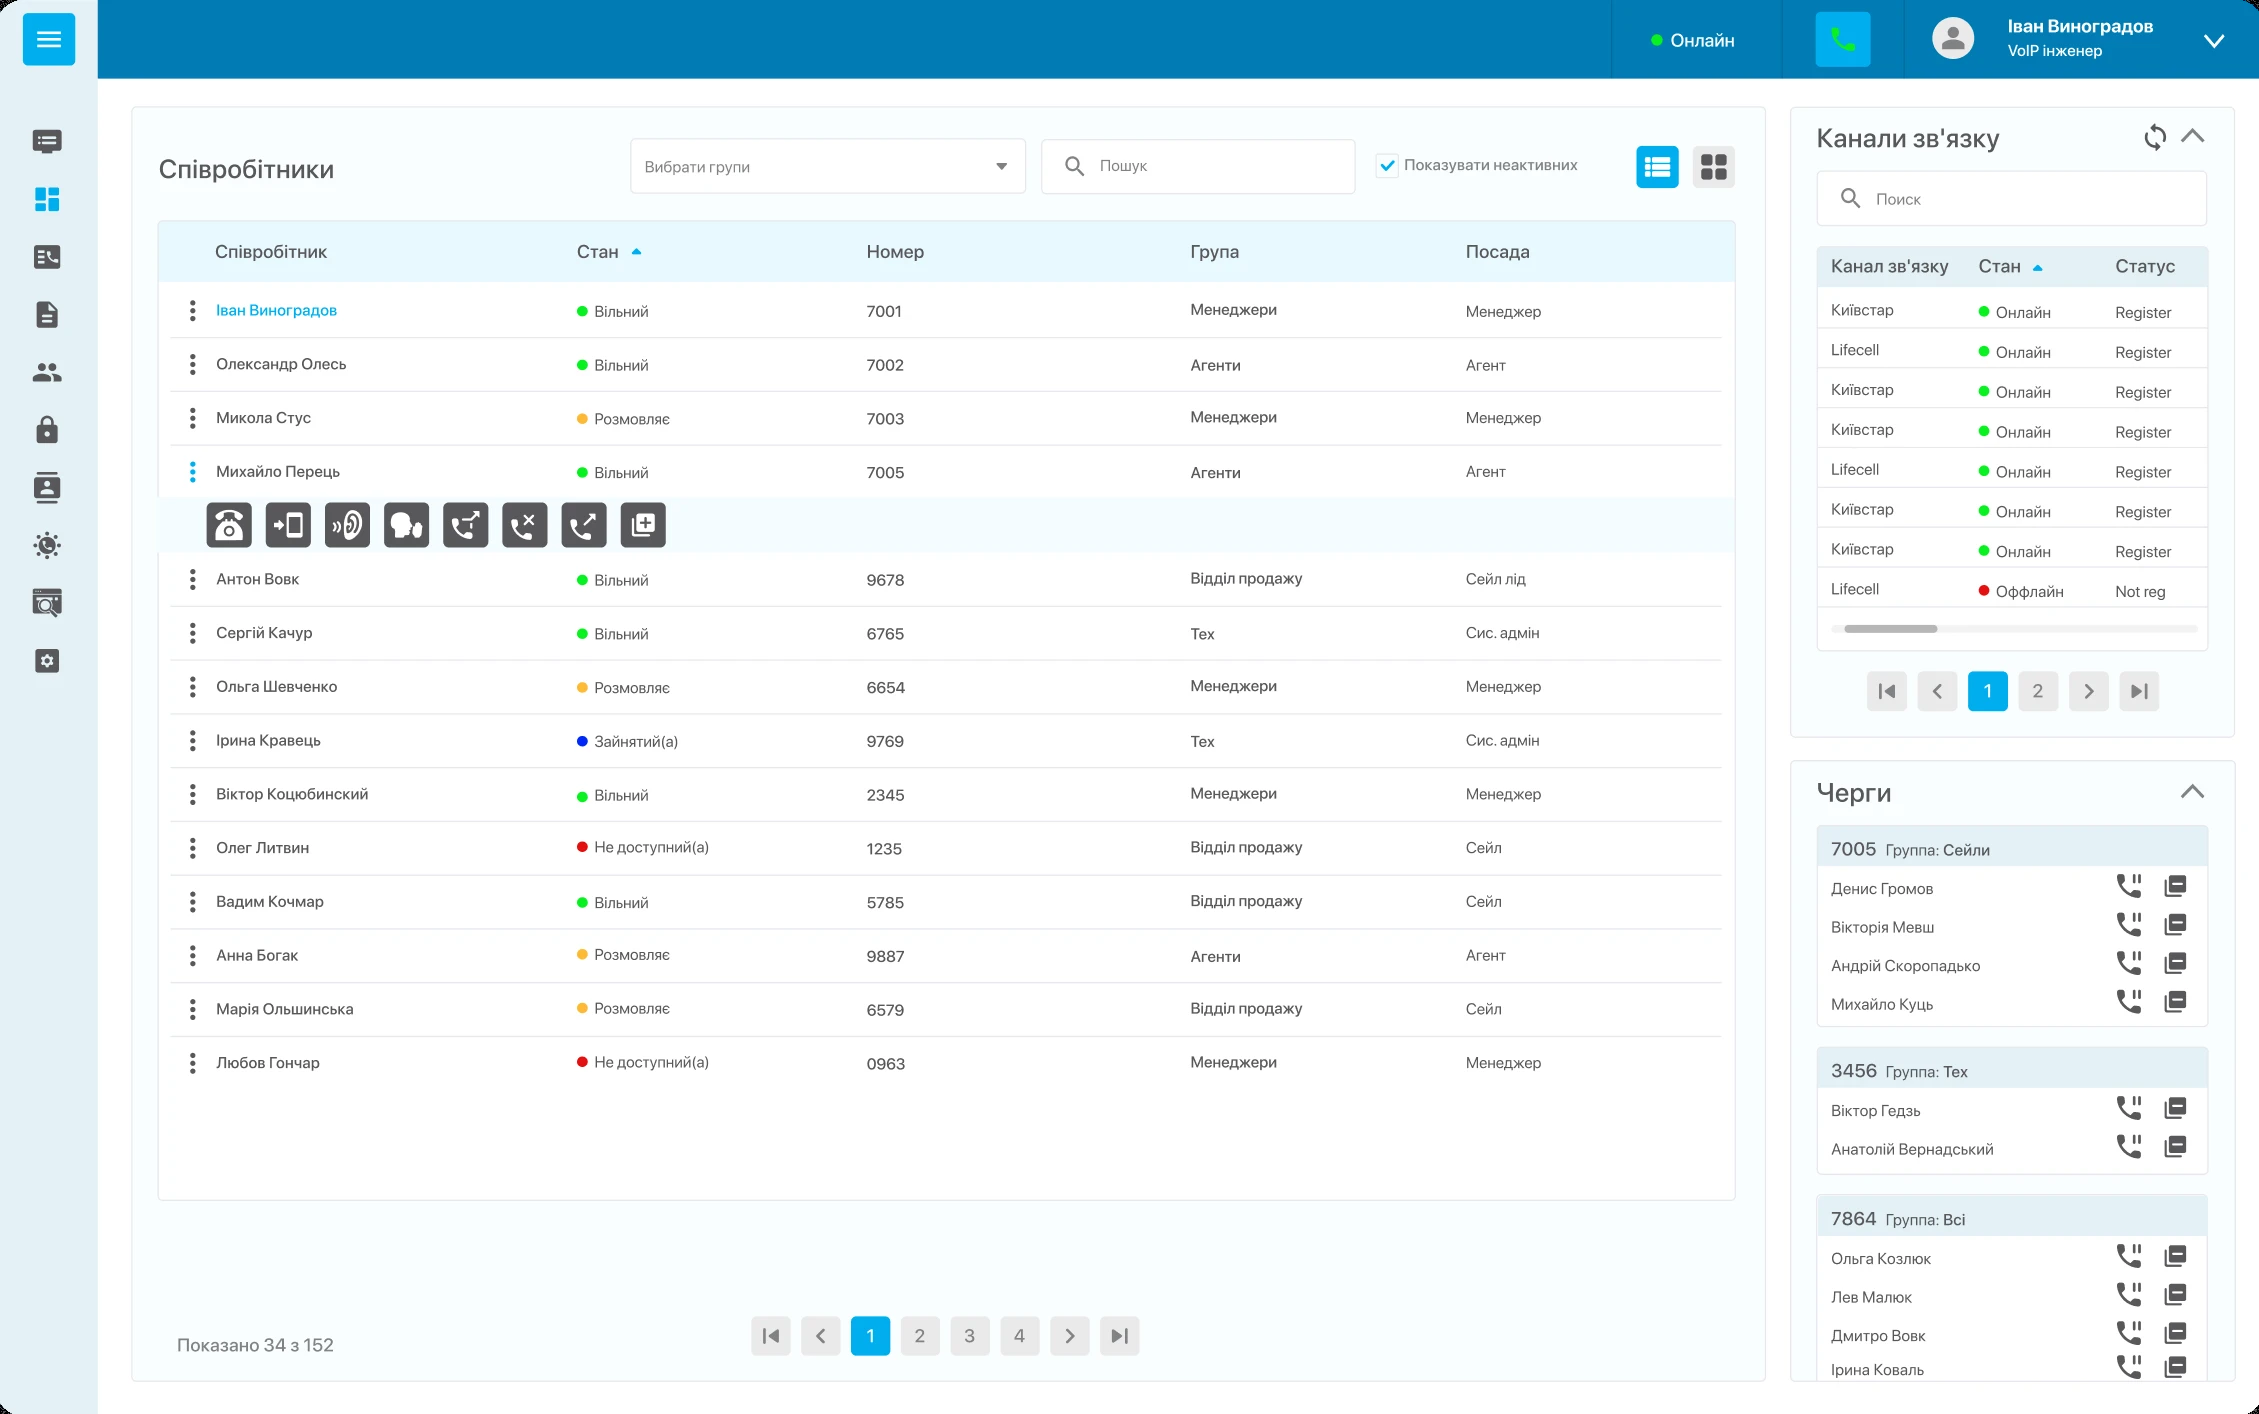 Онлайн
Іван Виноградов
VoIP інженер
Співробітники
Вибрати групи
Пошук
Показувати неактивних
Співробітник Стан Номер Група Посада
Іван Виноградов Вільний 7001 Менеджери Менеджер
Олександр Олесь Вільний 7002 Агенти Агент
Микола Стус Розмовляє 7003 Менеджери Менеджер
Михайло Перець Вільний 7005 Агенти Агент
Антон Вовк Вільний 9678 Відділ продажу Сейл лід
Сергій Качур Вільний 6765 Тех Сис. адмін
Ольга Шевченко Розмовляє 6654 Менеджери Менеджер
Ірина Кравець Зайнятий(а) 9769 Тех Сис. адмін
Віктор Коцюбинский Вільний 2345 Менеджери Менеджер
Олег Литвин Не доступний(а) 1235 Відділ продажу Сейл
Вадим Кочмар Вільний 5785 Відділ продажу Сейл
Анна Богак Розмовляє 9887 Агенти Агент
Марія Ольшинська Розмовляє 6579 Відділ продажу Сейл
Любов Гончар Не доступний(а) 0963 Менеджери Менеджер
Показано 34 з 152
1 2 3 4
Канали зв'язку
Поиск
Канал зв'язку Стан Статус
Київстар Онлайн Register
Lifecell Онлайн Register
Київстар Онлайн Register
Київстар Онлайн Register
Lifecell Онлайн Register
Київстар Онлайн Register
Київстар Онлайн Register
Lifecell Оффлайн Not reg
1 2
Черги
7005 Группа: Сейли
Денис Громов
Вікторія Мевш
Андрій Скоропадько
Михайло Куць
3456 Группа: Тех
Віктор Гедзь
Анатолій Вернадський
7864 Группа: Всі
Ольга Козлюк
Лев Малюк
Дмитро Вовк
Ірина Коваль